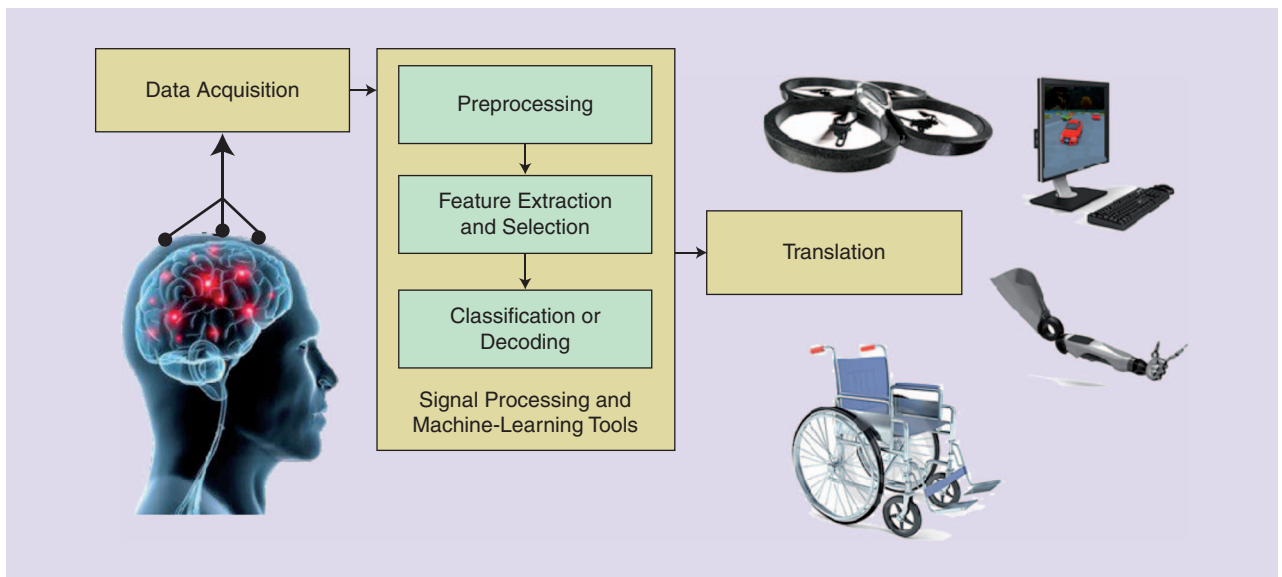 Data Acquisition
Preprocessing
Feature Extraction
and Selection
Classification or
Decoding
Signal Processing and
Machine-Learning Tools
Translation